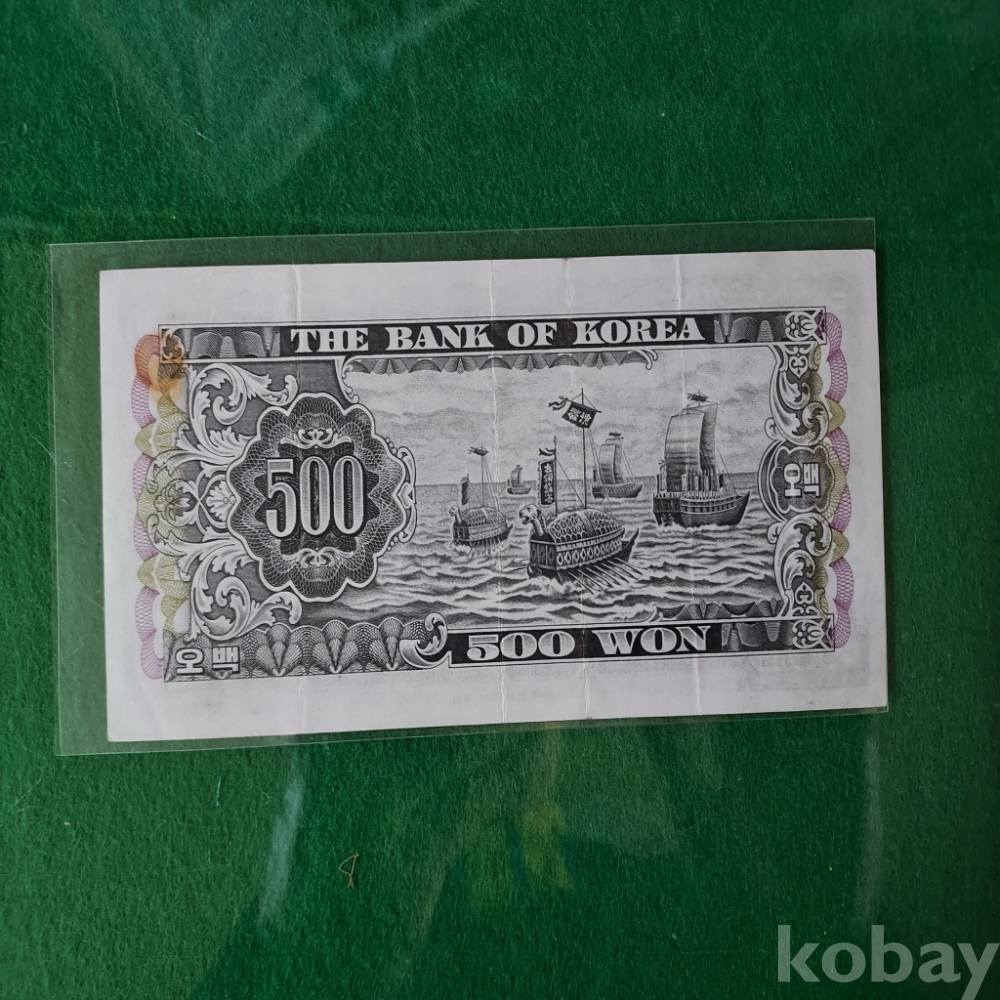 THE BANK OF KOREA
500
오백
오백
500 WON
kobay